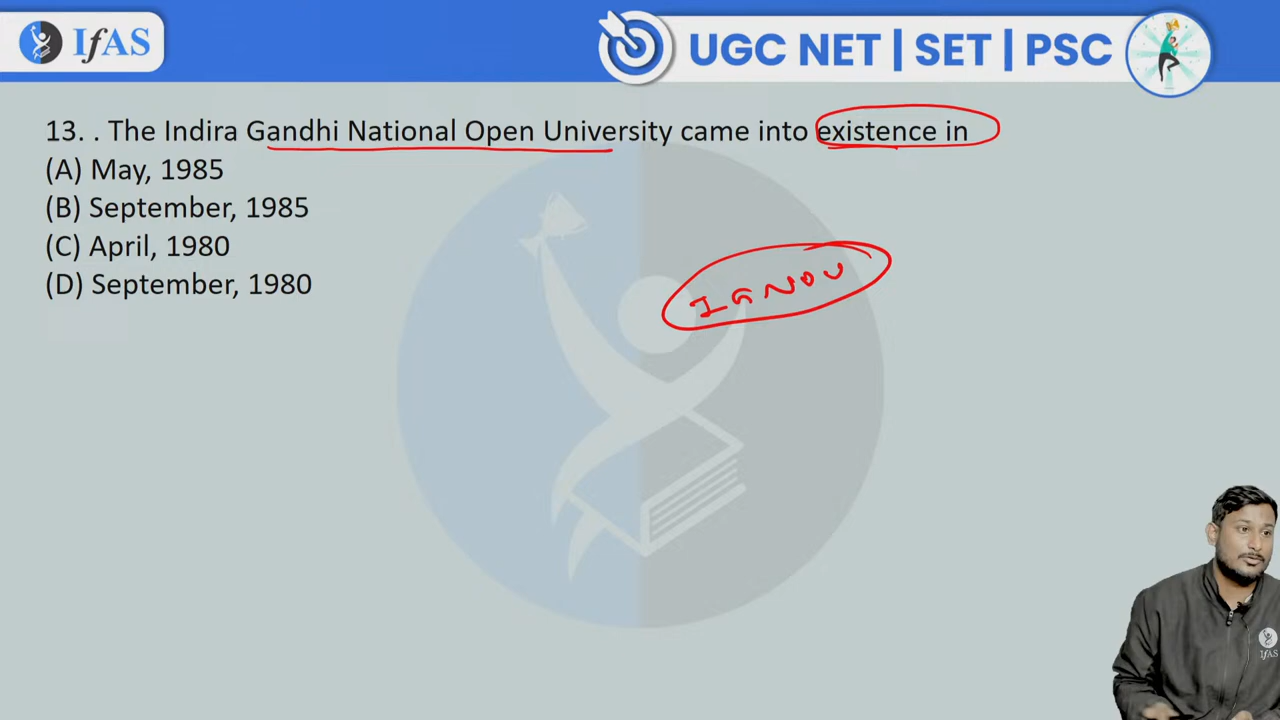 IfAS
UGC NET | SET | PSC
13. . The Indira Gandhi National Open University came into existence in
(A) May, 1985
(B) September, 1985
(C) April, 1980
(D) September, 1980
IGNOU
IfAS